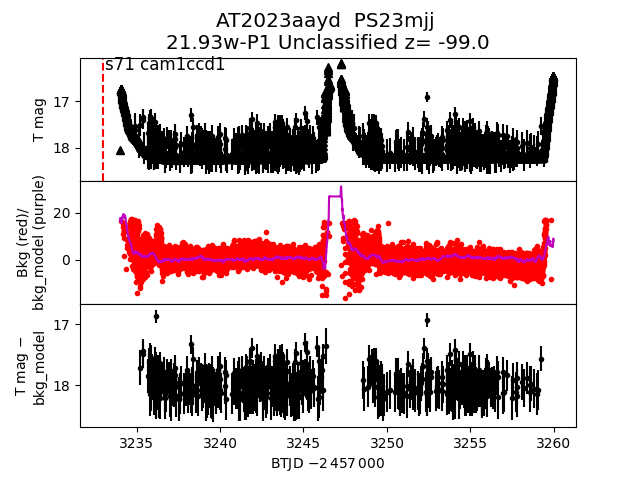 AT2023aayd  PS23mjj
21.93w-P1 Unclassified z= -99.0
s71 cam1ccd1
T mag
17
18
Bkg (red)/
bkg_model (purple)
20
0
T mag −
bkg_model
17
18
3235 3240 3245 3250 3255 3260
BTJD −2 457 000